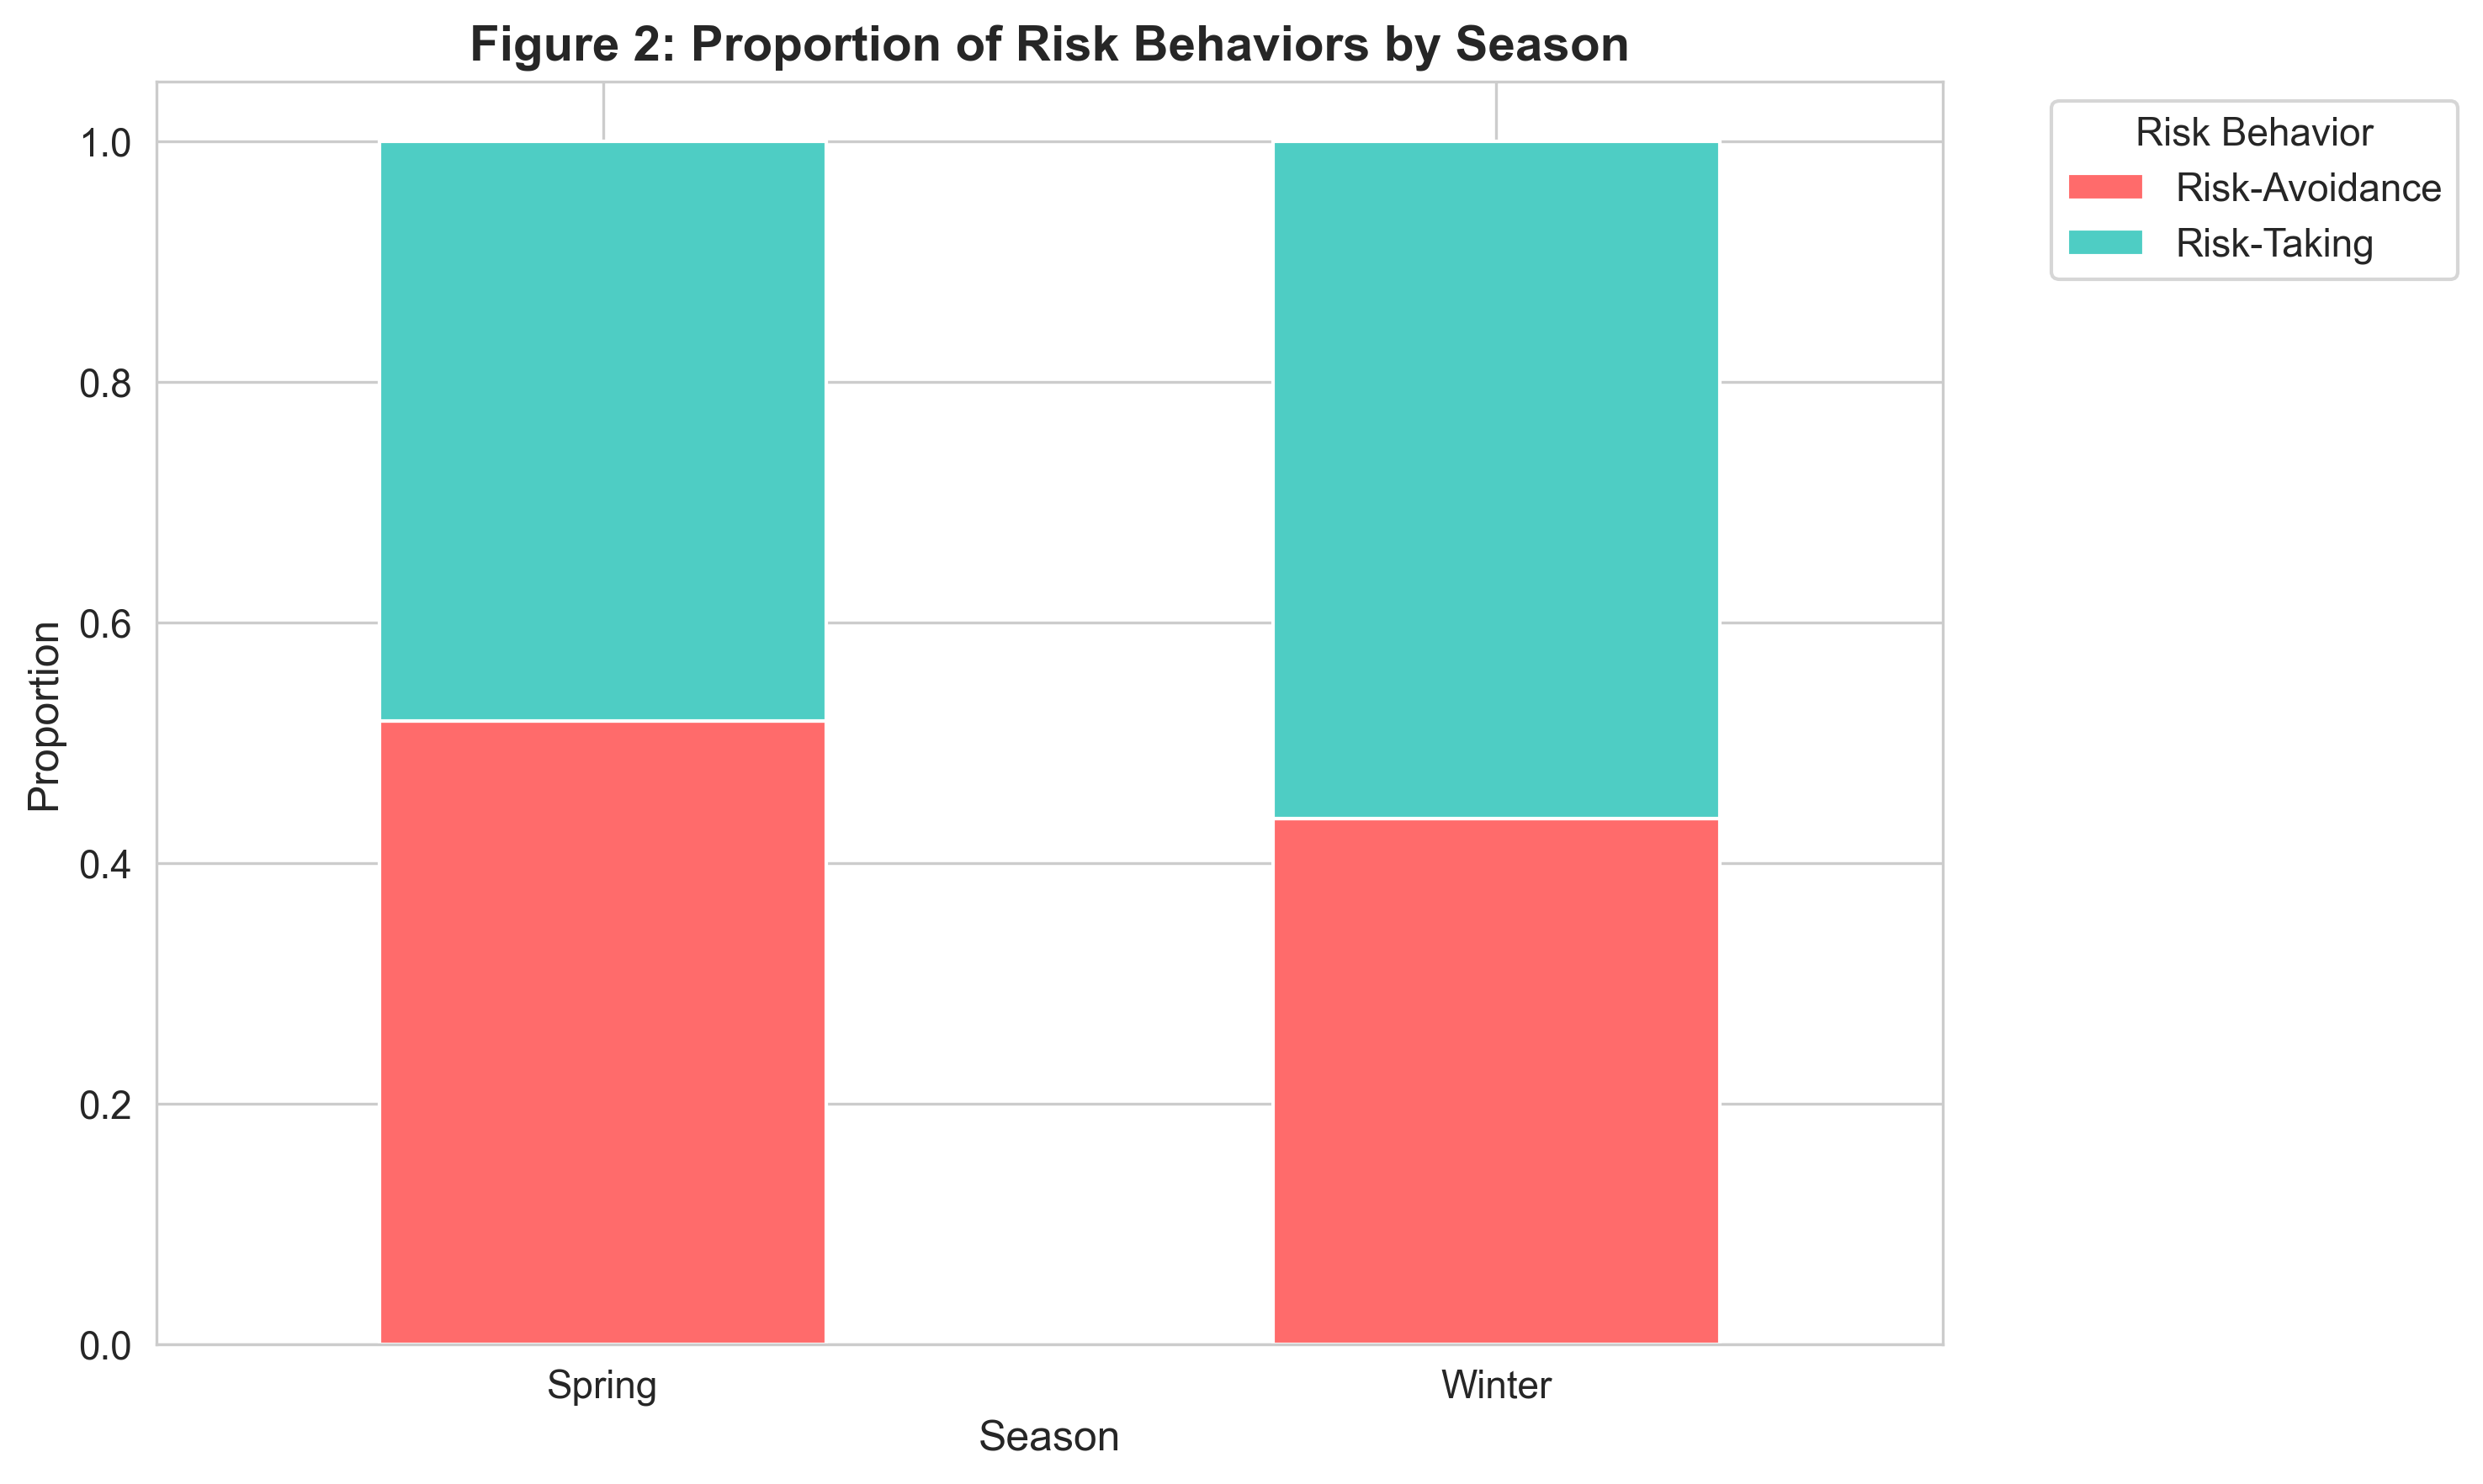 Figure 2: Proportion of Risk Behaviors by Season
Risk Behavior
Risk-Avoidance
Risk-Taking
Proportion
1.0
0.8
0.6
0.4
0.2
0.0
Spring
Winter
Season